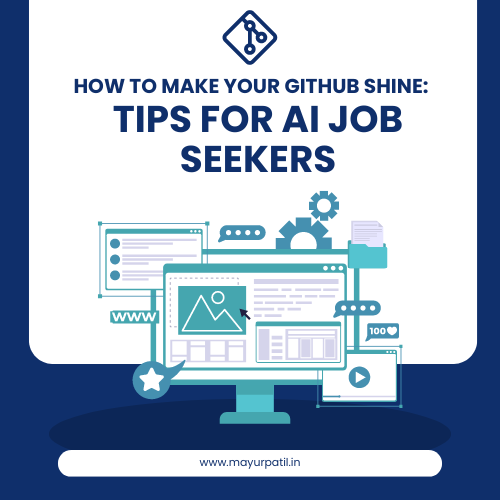 HOW TO MAKE YOUR GITHUB SHINE:
TIPS FOR AI JOB
SEEKERS
WWW
100
www.mayurpatil.in